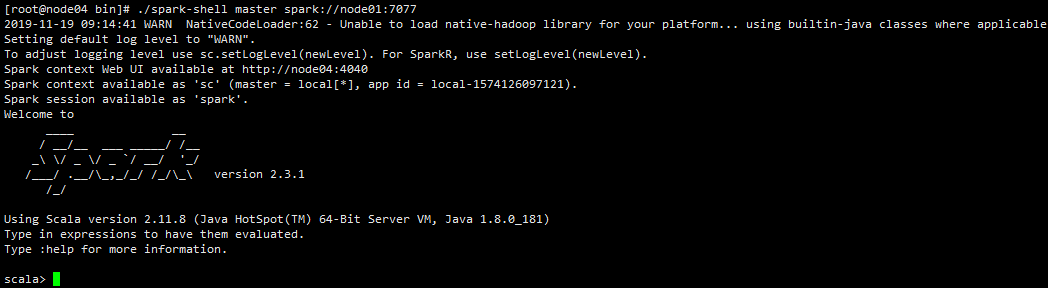 [root@node04 bin]# ./spark-shell master spark://node01:7077
2019-11-19 09:14:41 WARN  NativeCodeLoader:62 - Unable to load native-hadoop library for your platform... using builtin-java classes where applicable
Setting default log level to "WARN".
To adjust logging level use sc.setLogLevel(newLevel). For SparkR, use setLogLevel(newLevel).
Spark context Web UI available at http://node04:4040
Spark context available as 'sc' (master = local[*], app id = local-1574126097121).
Spark session available as 'spark'.
Welcome to
      ____              __
     / __/__  ___ _____/ /__
    _\ \/ _ \/ _ `/ __/  '_/
   /___/ .__/\_,_/_/ /_/\_\   version 2.3.1
      /_/
Using Scala version 2.11.8 (Java HotSpot(TM) 64-Bit Server VM, Java 1.8.0_181)
Type in expressions to have them evaluated.
Type :help for more information.
scala>